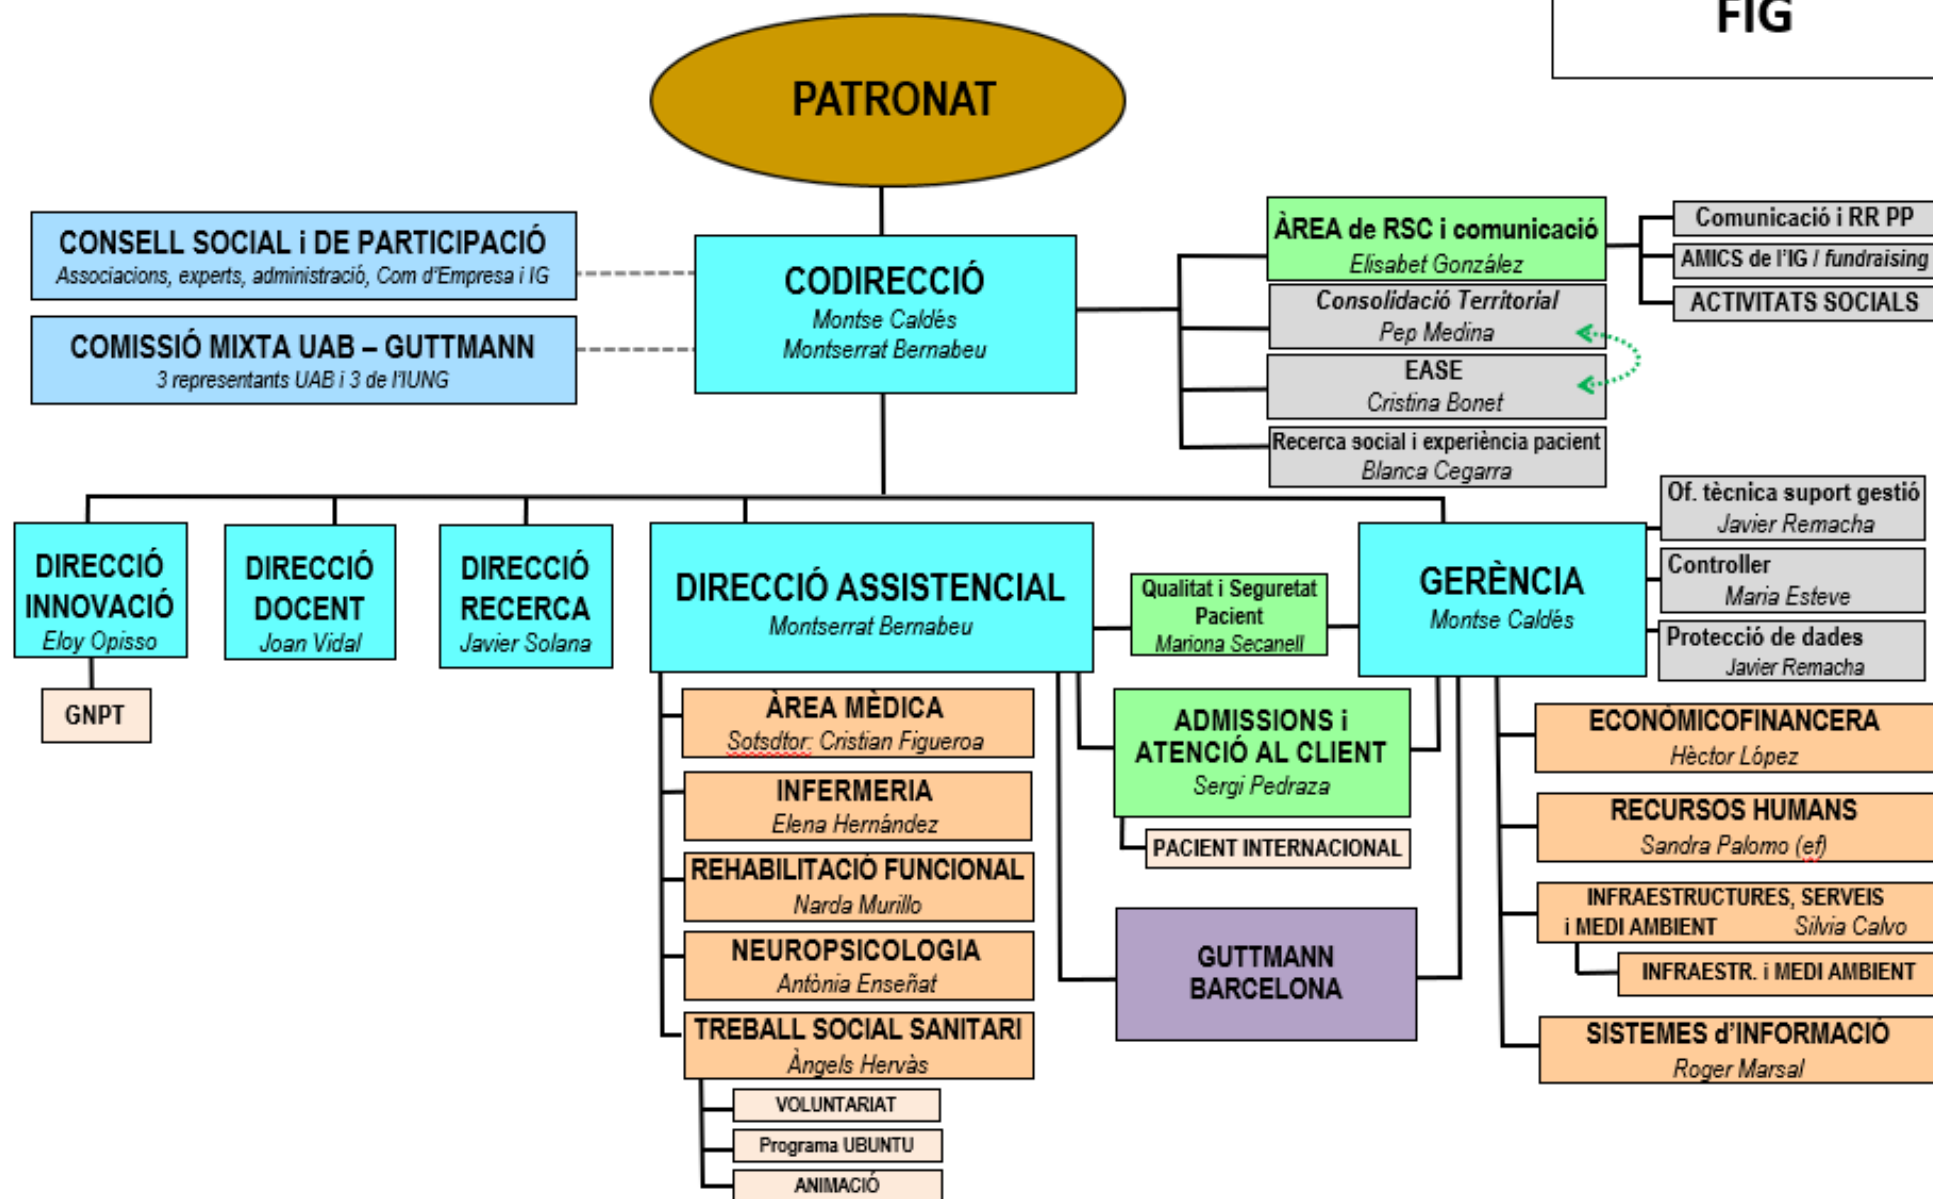 FIG
PATRONAT
CONSELL SOCIAL i DE PARTICIPACIÓ
Associacions, experts, administració, Com d'Empresa i IG
COMISSIÓ MIXTA UAB – GUTTMANN
3 representants UAB i 3 de l'IUNG
CODIRECCIÓ
Montse Caldés
Montserrat Bernabeu
ÀREA de RSC i comunicació
Elisabet González
Consolidació Territorial
Pep Medina
EASE
Cristina Bonet
Recerca social i experiència pacient
Blanca Cegarra
Comunicació i RR PP
AMICS de l'IG / fundraising
ACTIVITATS SOCIALS
DIRECCIÓ
INNOVACIÓ
Eloy Opisso
GNPT
DIRECCIÓ
DOCENT
Joan Vidal
DIRECCIÓ
RECERCA
Javier Solana
DIRECCIÓ ASSISTENCIAL
Montserrat Bernabeu
Qualitat i Seguretat
Pacient
Mariona Secanell
GERÈNCIA
Montse Caldés
Of. tècnica suport gestió
Javier Remacha
Controller
Maria Esteve
Protecció de dades
Javier Remacha
ÀREA MÈDICA
Sotsdtor: Cristian Figueroa
INFERMERIA
Elena Hernández
REHABILITACIÓ FUNCIONAL
Narda Murillo
NEUROPSICOLOGIA
Antònia Enseñat
TREBALL SOCIAL SANITARI
Àngels Hervàs
VOLUNTARIAT
Programa UBUNTU
ANIMACIÓ
ADMISSIONS i
ATENCIÓ AL CLIENT
Sergi Pedraza
PACIENT INTERNACIONAL
GUTTMANN
BARCELONA
ECONÒMICOFINANCERA
Hèctor López
RECURSOS HUMANS
Sandra Palomo (ef)
INFRAESTRUCTURES, SERVEIS
i MEDI AMBIENT Silvia Calvo
INFRAESTR. i MEDI AMBIENT
SISTEMES d'INFORMACIÓ
Roger Marsal